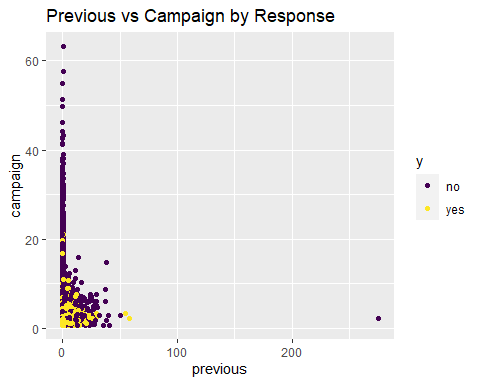 Previous vs Campaign by Response
60
40
20
0
campaign
0 100 200
previous
y
no
yes